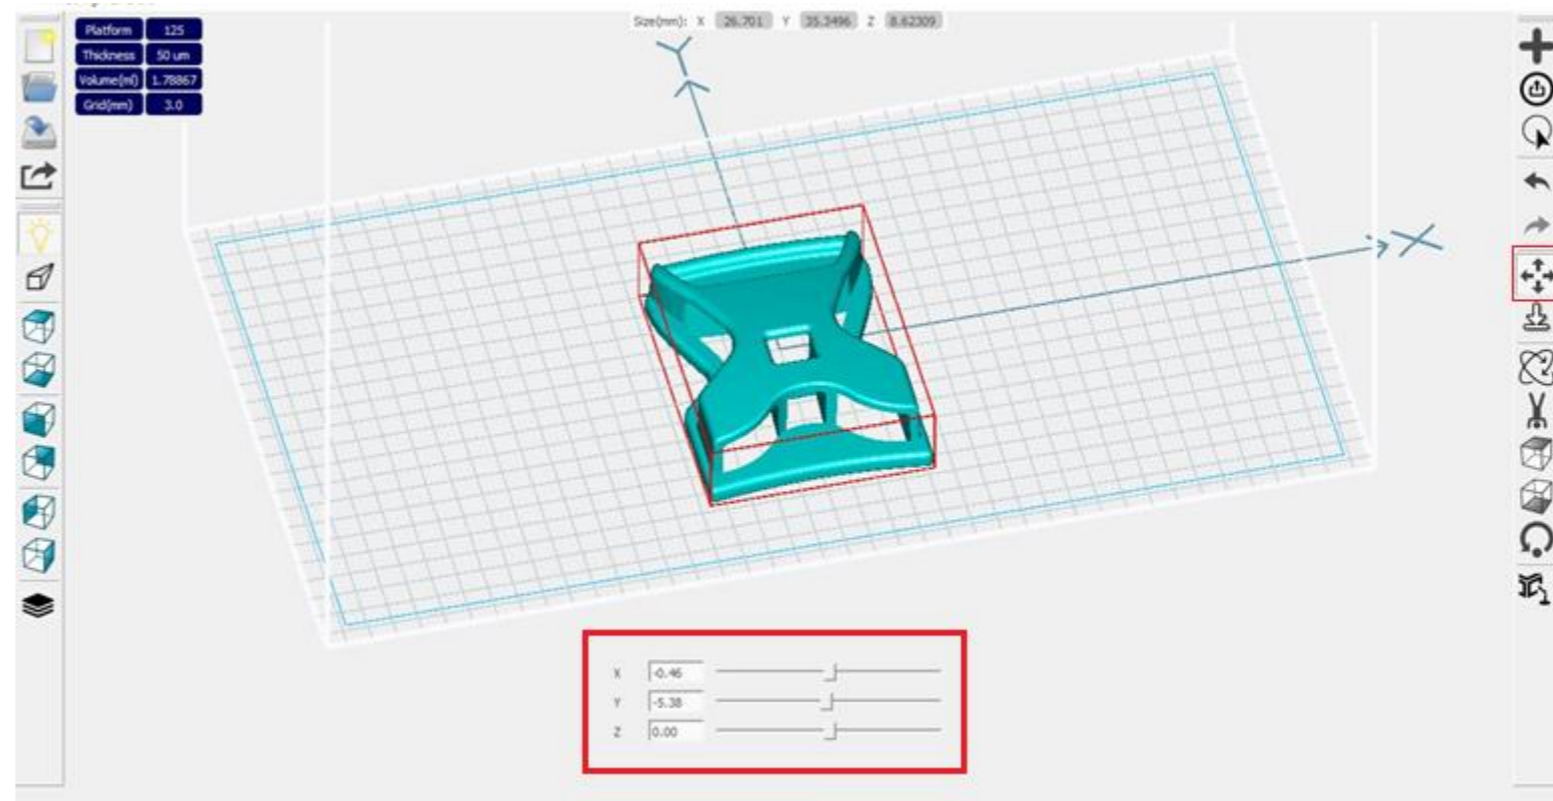 Size(mm): X 26.701 Y 35.3496 Z 8.62309
Platform 125
Thickness 50 um
Volume(ml) 1.78867
Grid(mm) 3.0
Y
X
X -0.46
Y -5.38
Z 0.00